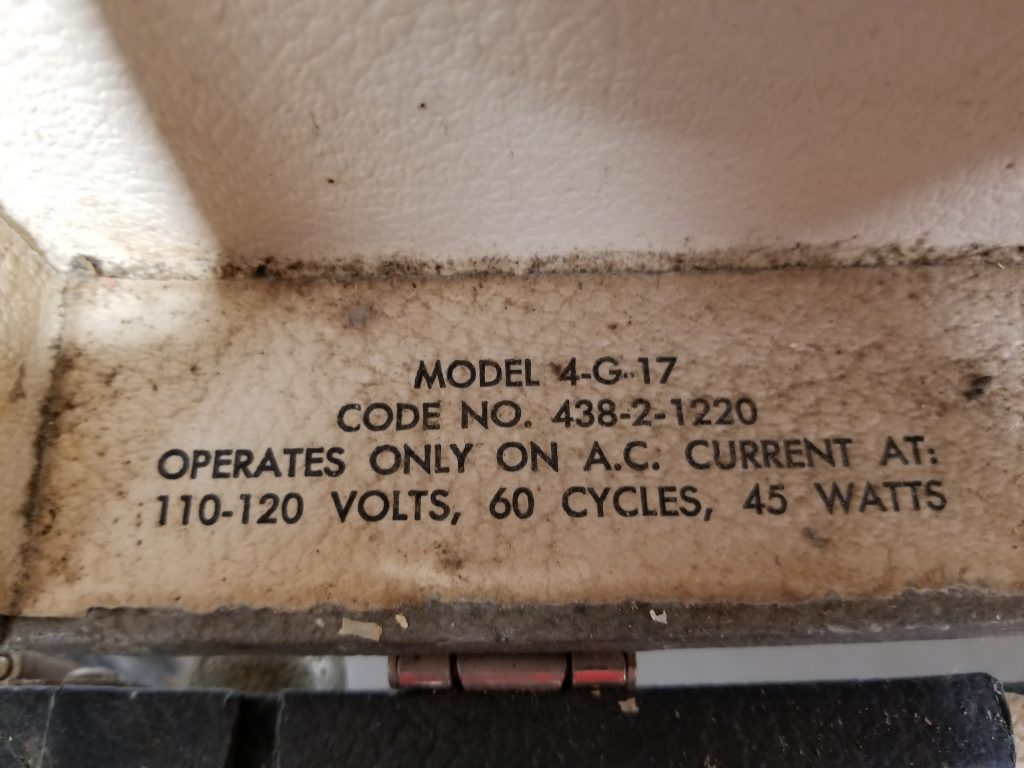 MODEL 4-G-17
CODE NO. 438-2-1220
OPERATES ONLY ON A.C. CURRENT AT:
110-120 VOLTS, 60 CYCLES, 45 WATTS